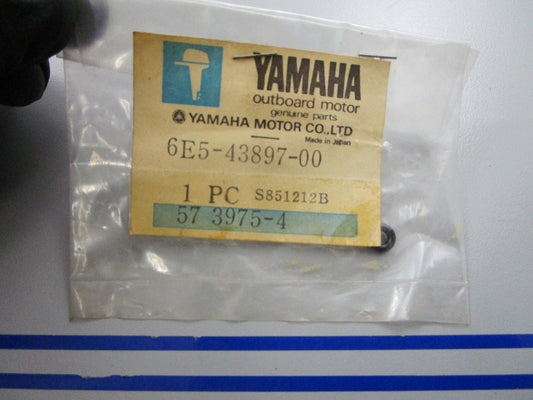 YAMAHA
outboard motor
genuine parts
YAMAHA MOTOR CO.,LTD
Made in Japan
6E5-43897-00
1 PC S851212B
57 3975-4